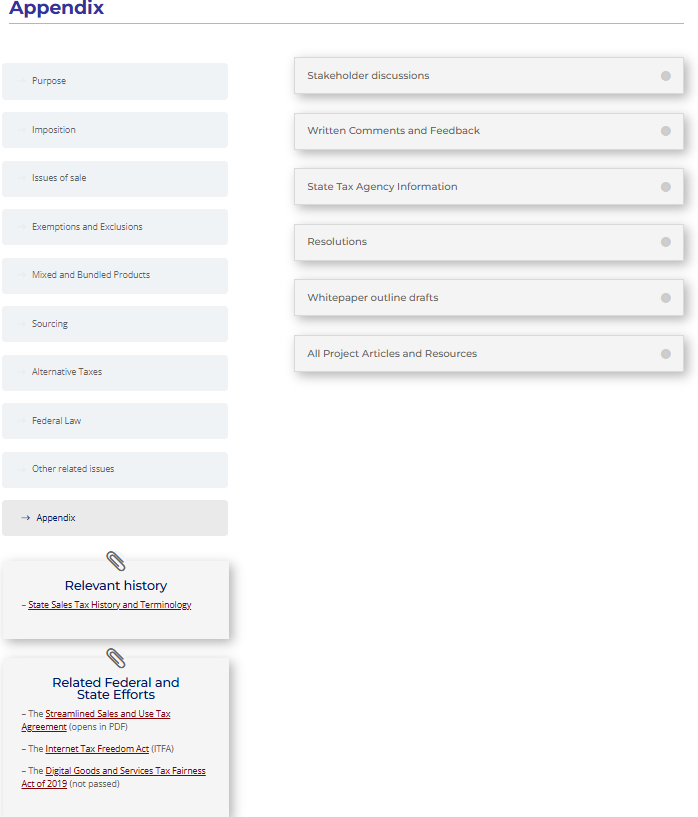 Appendix
Purpose
Imposition
Issues of sale
Exemptions and Exclusions
Mixed and Bundled Products
Sourcing
Alternative Taxes
Federal Law
Other related issues
→ Appendix
Relevant history
– State Sales Tax History and Terminology
Related Federal and
State Efforts
– The Streamlined Sales and Use Tax
Agreement (opens in PDF)
– The Internet Tax Freedom Act (ITFA)
– The Digital Goods and Services Tax Fairness
Act of 2019 (not passed)
Stakeholder discussions
Written Comments and Feedback
State Tax Agency Information
Resolutions
Whitepaper outline drafts
All Project Articles and Resources